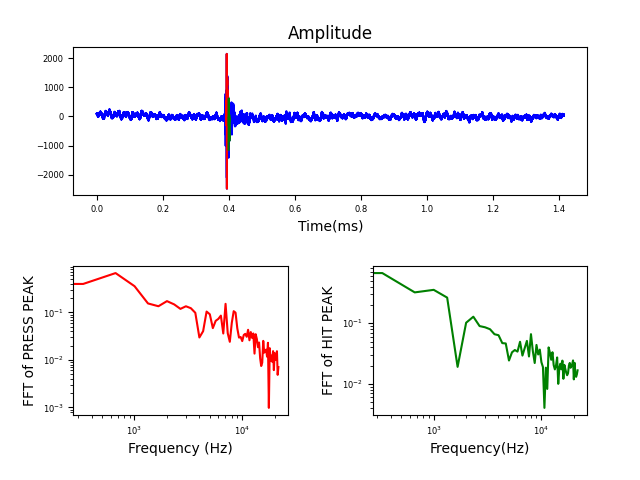 Amplitude
2000
1000
0
−1000
−2000
0.0 0.2 0.4 0.6 0.8 1.0 1.2 1.4
Time(ms)
FFT of PRESS PEAK
10⁻¹
10⁻²
10⁻³
10³ 10⁴
Frequency (Hz)
FFT of HIT PEAK
10⁻¹
10⁻²
10³ 10⁴
Frequency(Hz)